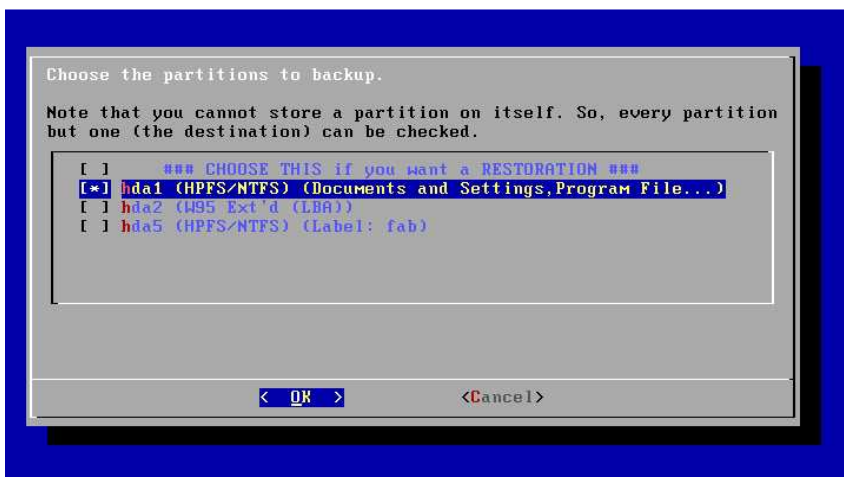 Choose the partitions to backup.
Note that you cannot store a partition on itself. So, every partition
but one (the destination) can be checked.
[ ] ### CHOOSE THIS if you want a RESTORATION ###
[*] hda1 (HPFS/NTFS) (Documents and Settings,Program File...)
[ ] hda2 (W95 Ext'd (LBA))
[ ] hda5 (HPFS/NTFS) (Label: fab)
< OK > <Cancel>